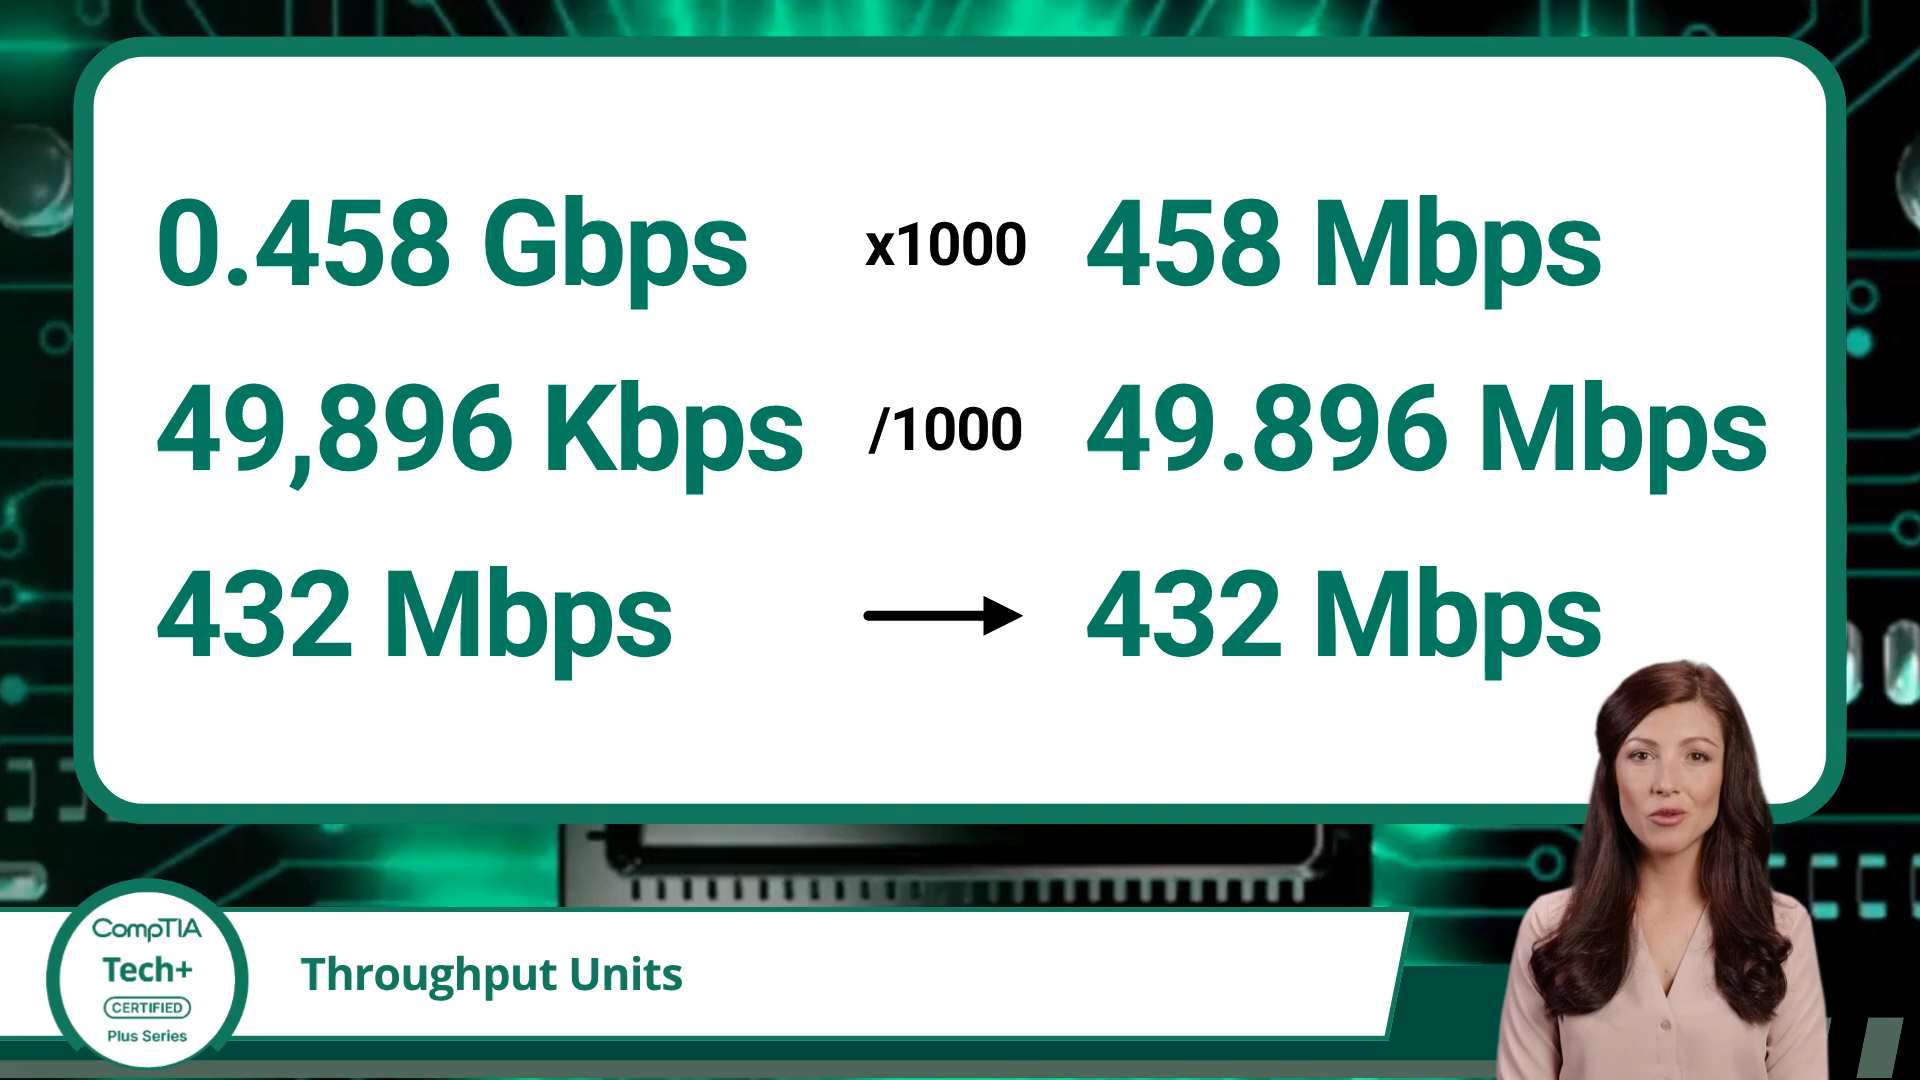 0.458 Gbps x1000 458 Mbps
49,896 Kbps /1000 49.896 Mbps
432 Mbps 432 Mbps
CompTIA
Tech+
CERTIFIED
Plus Series
Throughput Units